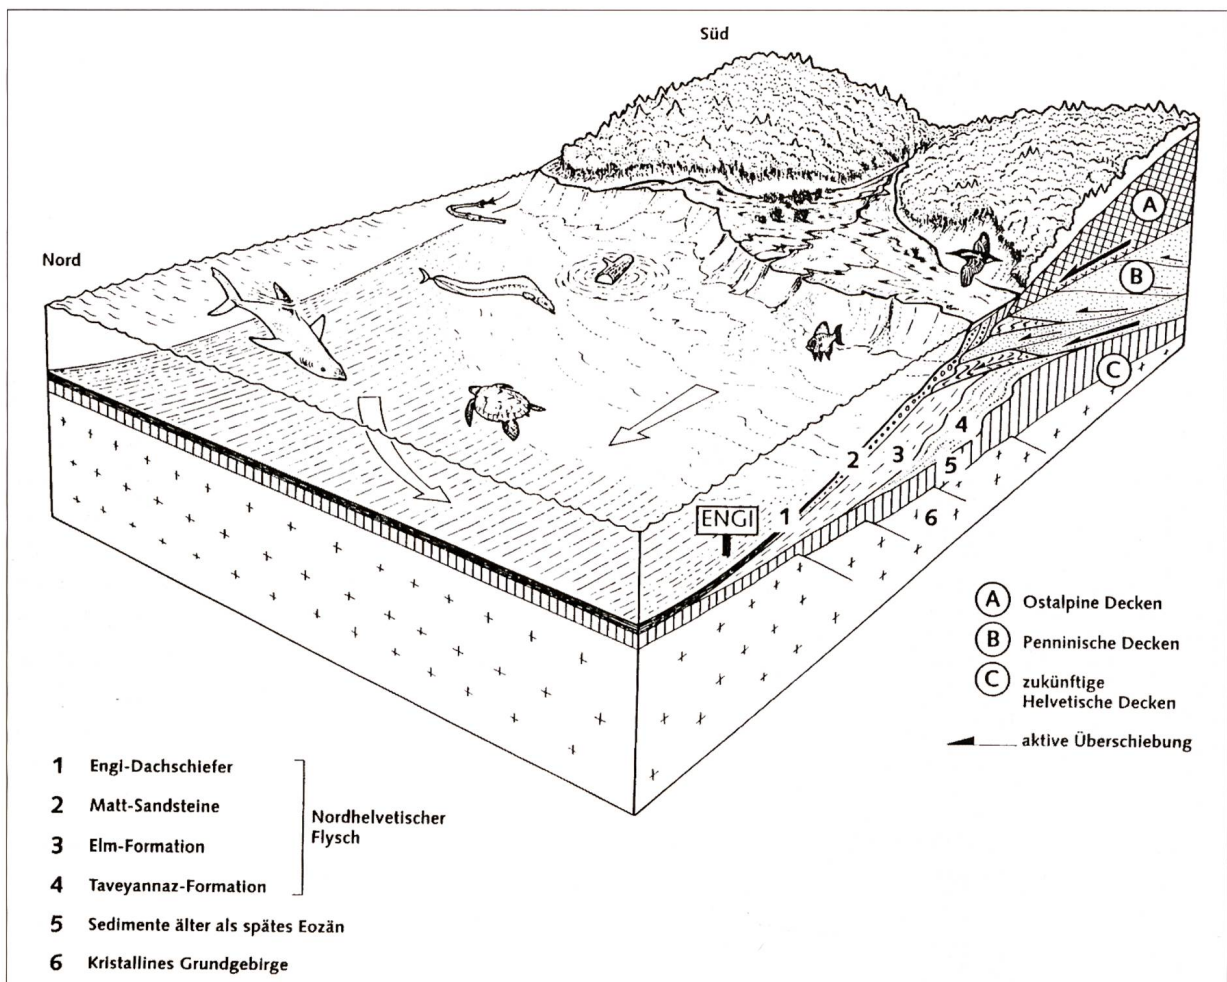 Süd
Nord
A
B
C
4
2
3
5
ENGI
1
6
A Ostalpine Decken
B Penninische Decken
C zukünftige
Helvetische Decken
aktive Überschiebung
1 Engi-Dachschiefer
2 Matt-Sandsteine
3 Elm-Formation
4 Taveyannaz-Formation
Nordhelvetischer
Flysch
5 Sedimente älter als spätes Eozän
6 Kristallines Grundgebirge